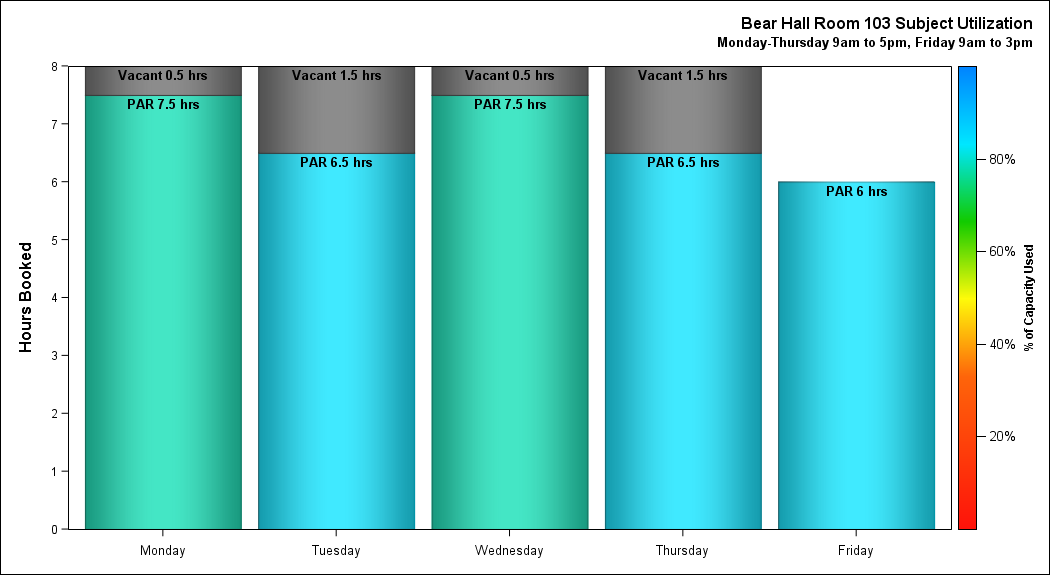 Bear Hall Room 103 Subject Utilization
Monday-Thursday 9am to 5pm, Friday 9am to 3pm
Hours Booked
8
7
6
5
4
3
2
1
0
Vacant 0.5 hrs
PAR 7.5 hrs
Vacant 1.5 hrs
PAR 6.5 hrs
Vacant 0.5 hrs
PAR 7.5 hrs
Vacant 1.5 hrs
PAR 6.5 hrs
PAR 6 hrs
Monday
Tuesday
Wednesday
Thursday
Friday
80%
60%
40%
20%
% of Capacity Used